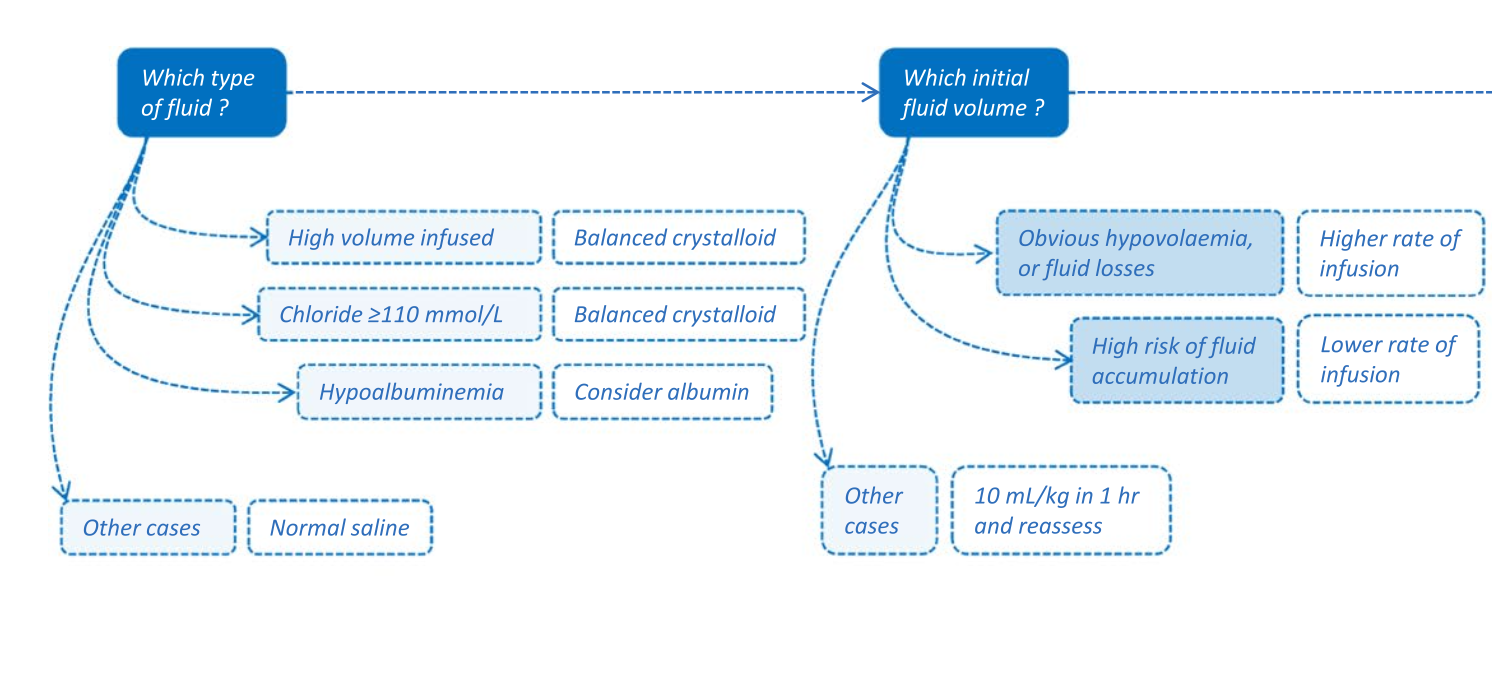 Which type
of fluid ?
High volume infused
Balanced crystalloid
Chloride ≥110 mmol/L
Balanced crystalloid
Hypoalbuminemia
Consider albumin
Other cases
Normal saline
Which initial
fluid volume ?
Obvious hypovolaemia,
or fluid losses
Higher rate of
infusion
High risk of fluid
accumulation
Lower rate of
infusion
Other
cases
10 mL/kg in 1 hr
and reassess